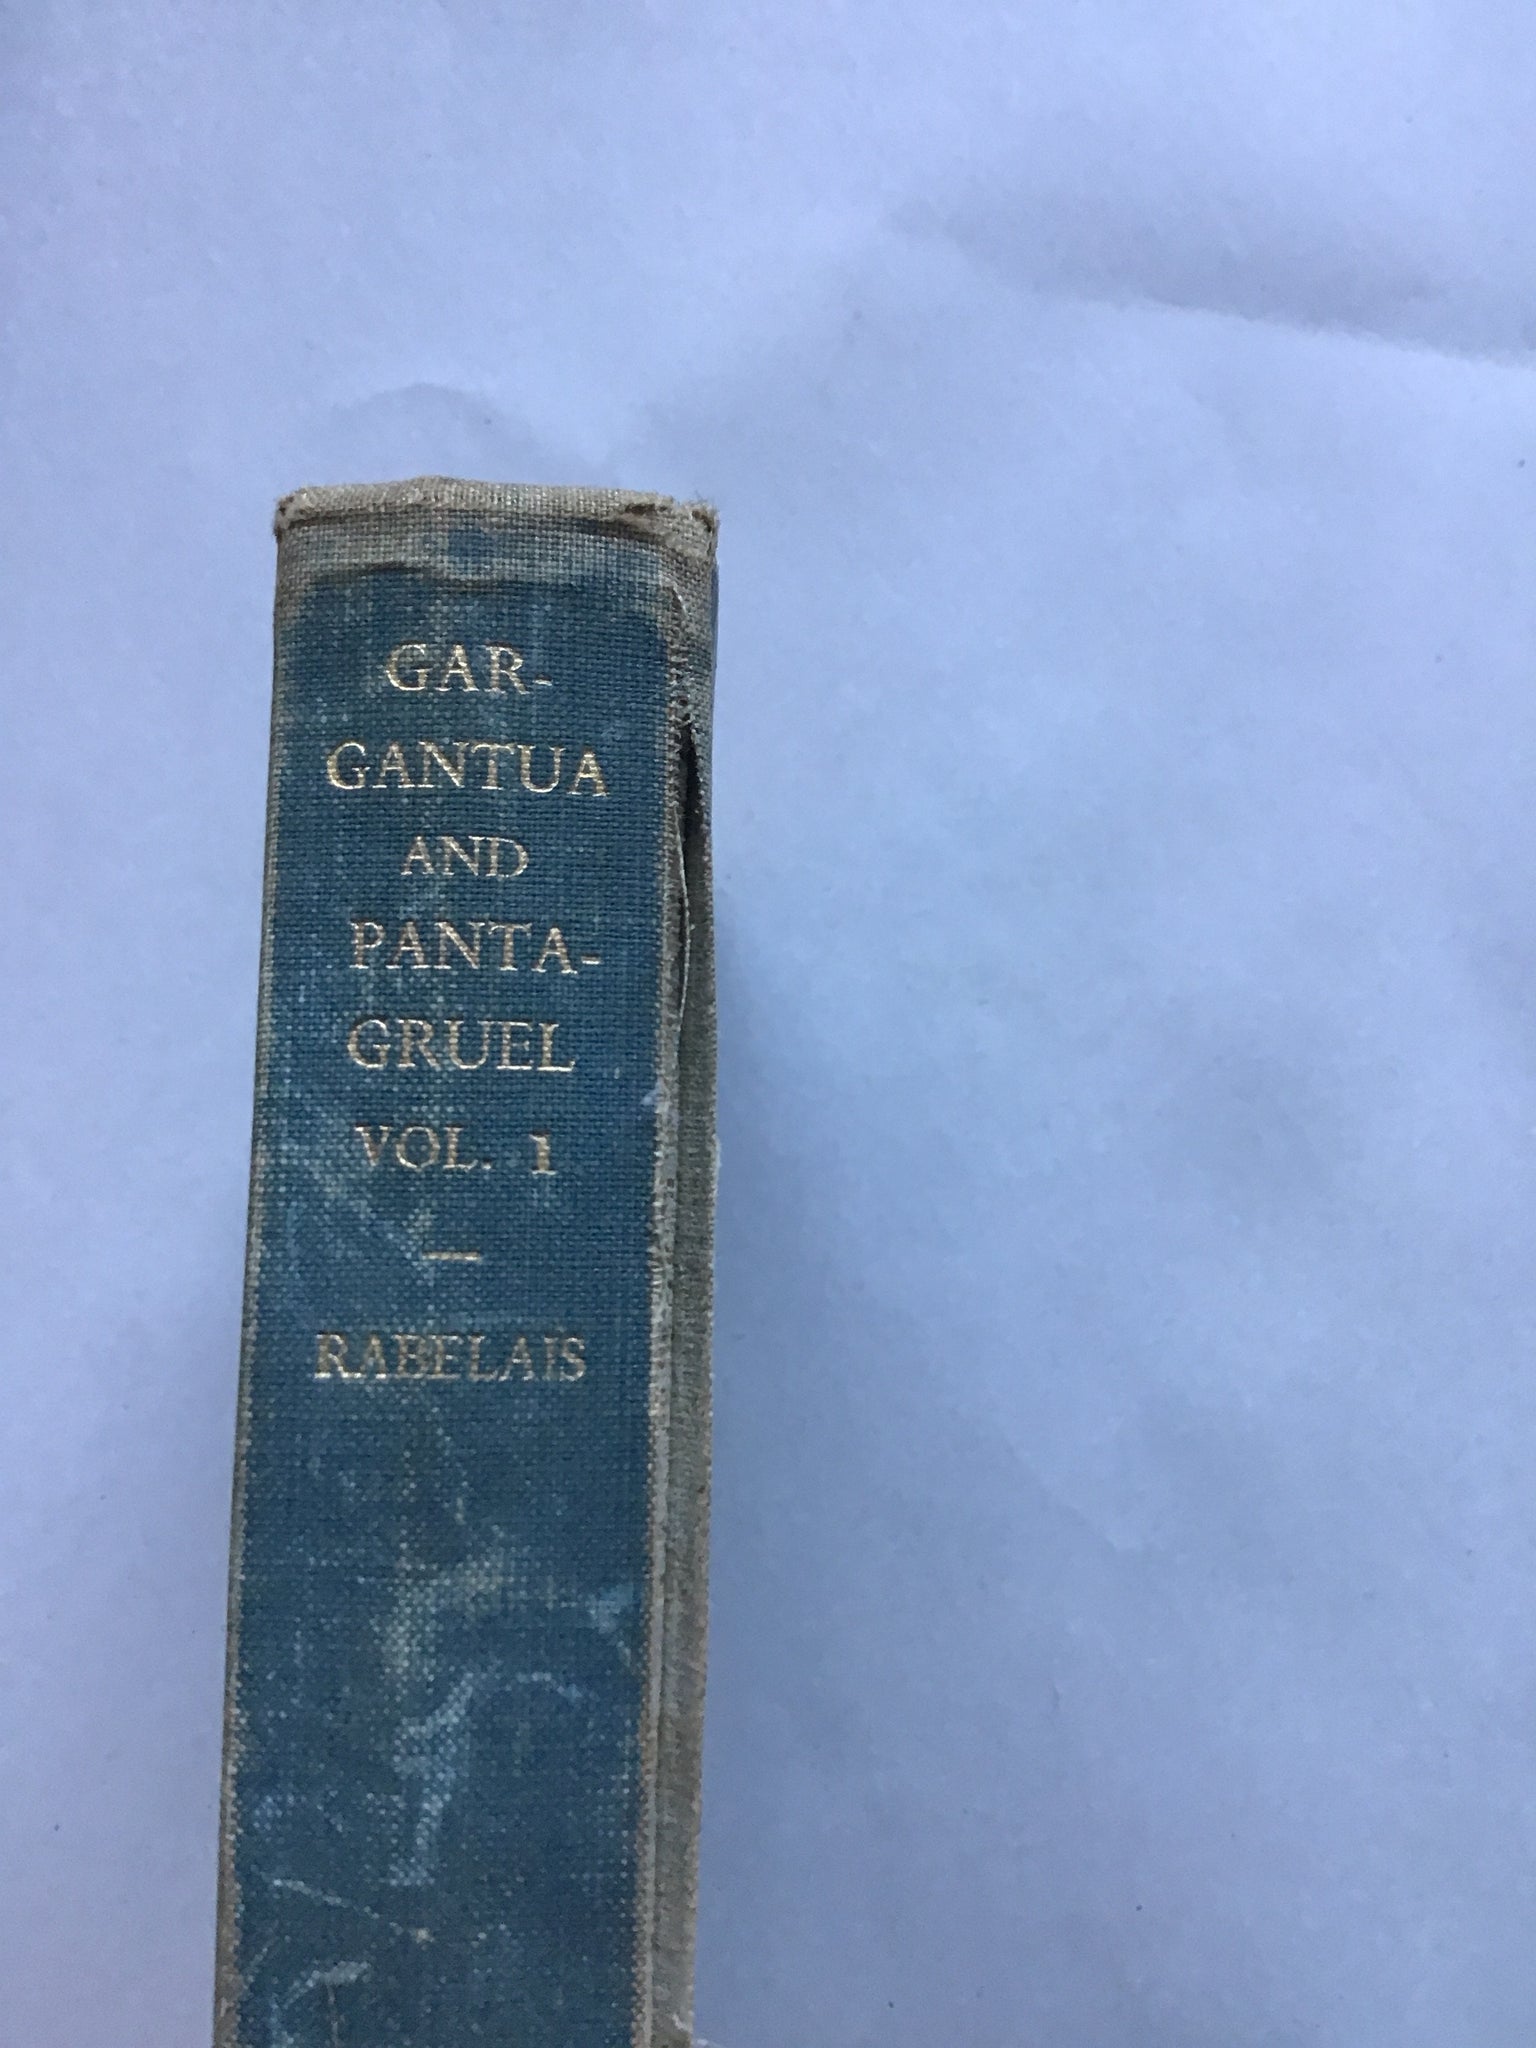 GAR-
GANTUA
AND
PANTA-
GRUEL
VOL. 1
—
RABELAIS